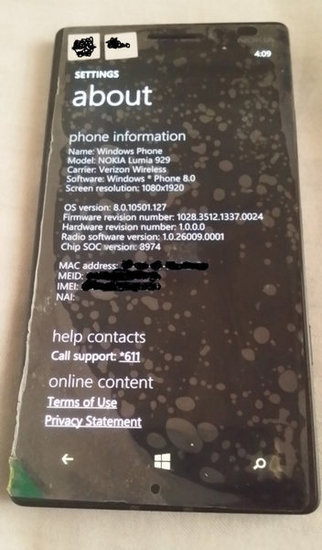 4:09
SETTINGS
about
phone information
Name: Windows Phone
Model: NOKIA Lumia 929
Carrier: Verizon Wireless
Software: Windows ® Phone 8.0
Screen resolution: 1080x1920
OS version: 8.0.10501.127
Firmware revision number: 1028.3512.1337.0024
Hardware revision number: 1.0.0.0
Radio software version: 1.0.26009.0001
Chip SOC version: 8974
MAC address:
MEID:
IMEI:
NAI:
help contacts
Call support: *611
online content
Terms of Use
Privacy Statement